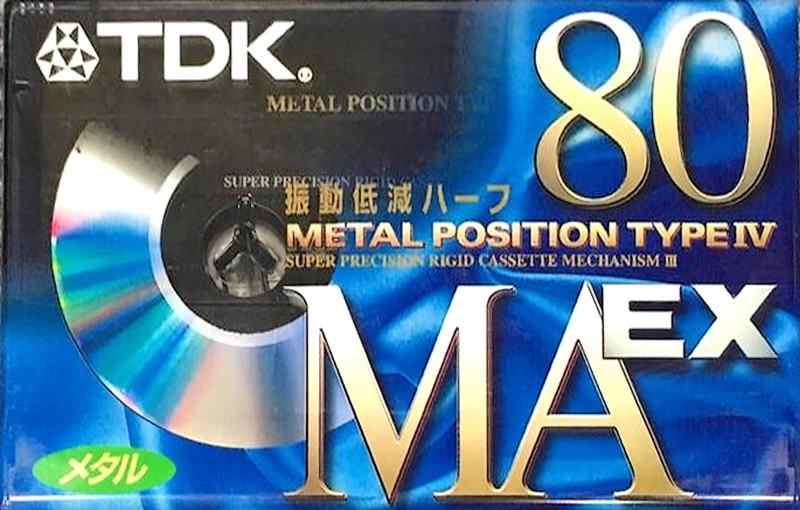 TDK
80
METAL POSITION TY
SUPER PRECISION RIGID CASS
振動低減ハーフ
METAL POSITION TYPE IV
SUPER PRECISION RIGID CASSETTE MECHANISM III
MA EX
メタル